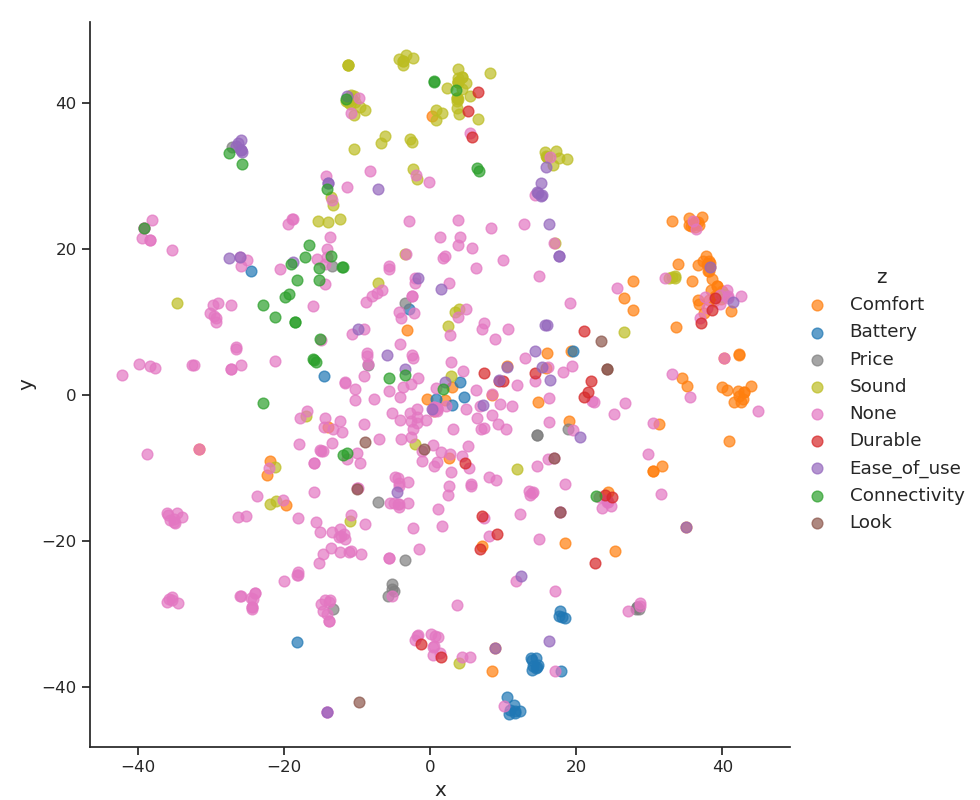 40
20
0
−20
−40
y
−40
−20
0
20
40
x
z
Comfort
Battery
Price
Sound
None
Durable
Ease_of_use
Connectivity
Look